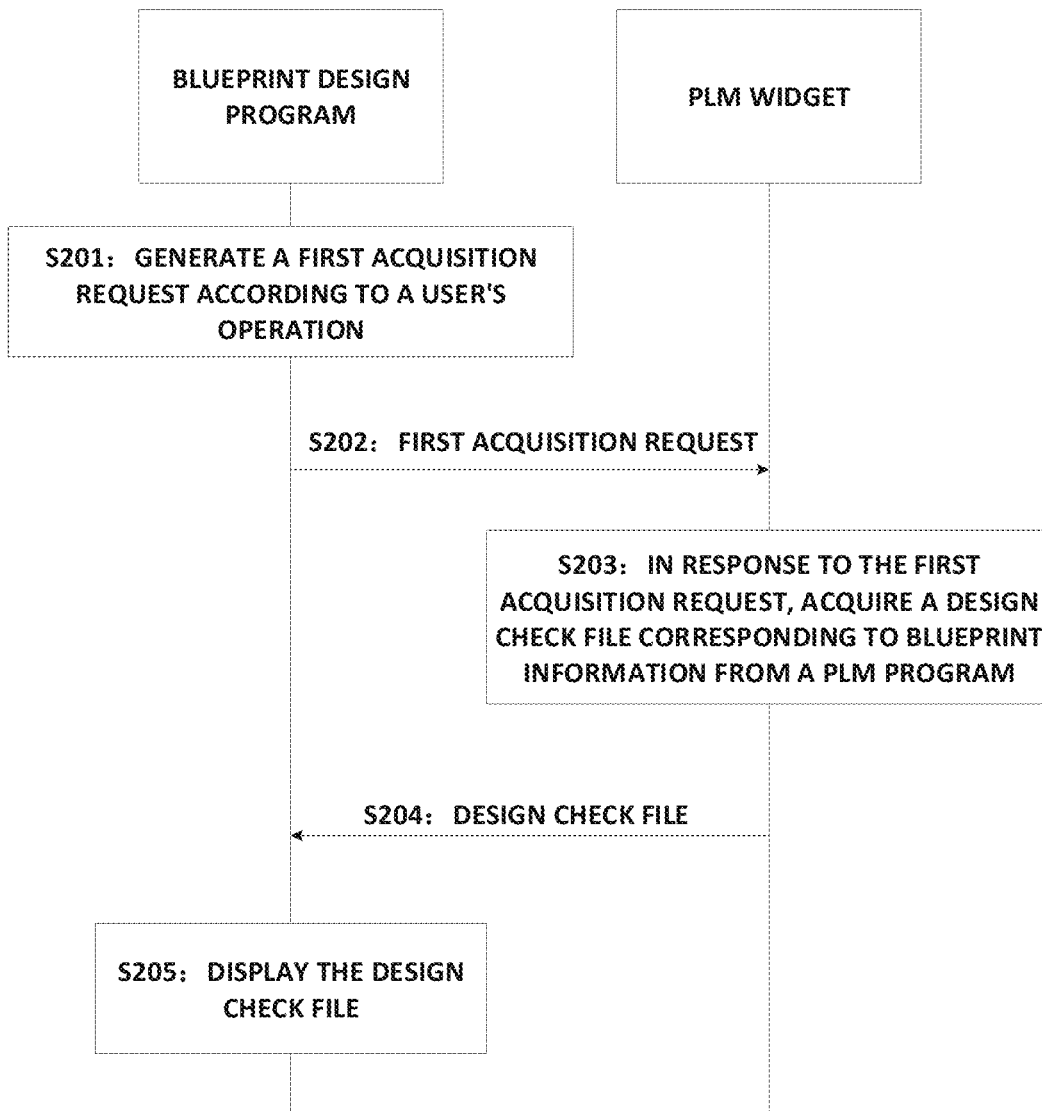 BLUEPRINT DESIGN
PROGRAM
PLM WIDGET
S201： GENERATE A FIRST ACQUISITION
REQUEST ACCORDING TO A USER'S
OPERATION
S202： FIRST ACQUISITION REQUEST
S203： IN RESPONSE TO THE FIRST
ACQUISITION REQUEST, ACQUIRE A DESIGN
CHECK FILE CORRESPONDING TO BLUEPRINT
INFORMATION FROM A PLM PROGRAM
S204： DESIGN CHECK FILE
S205： DISPLAY THE DESIGN
CHECK FILE